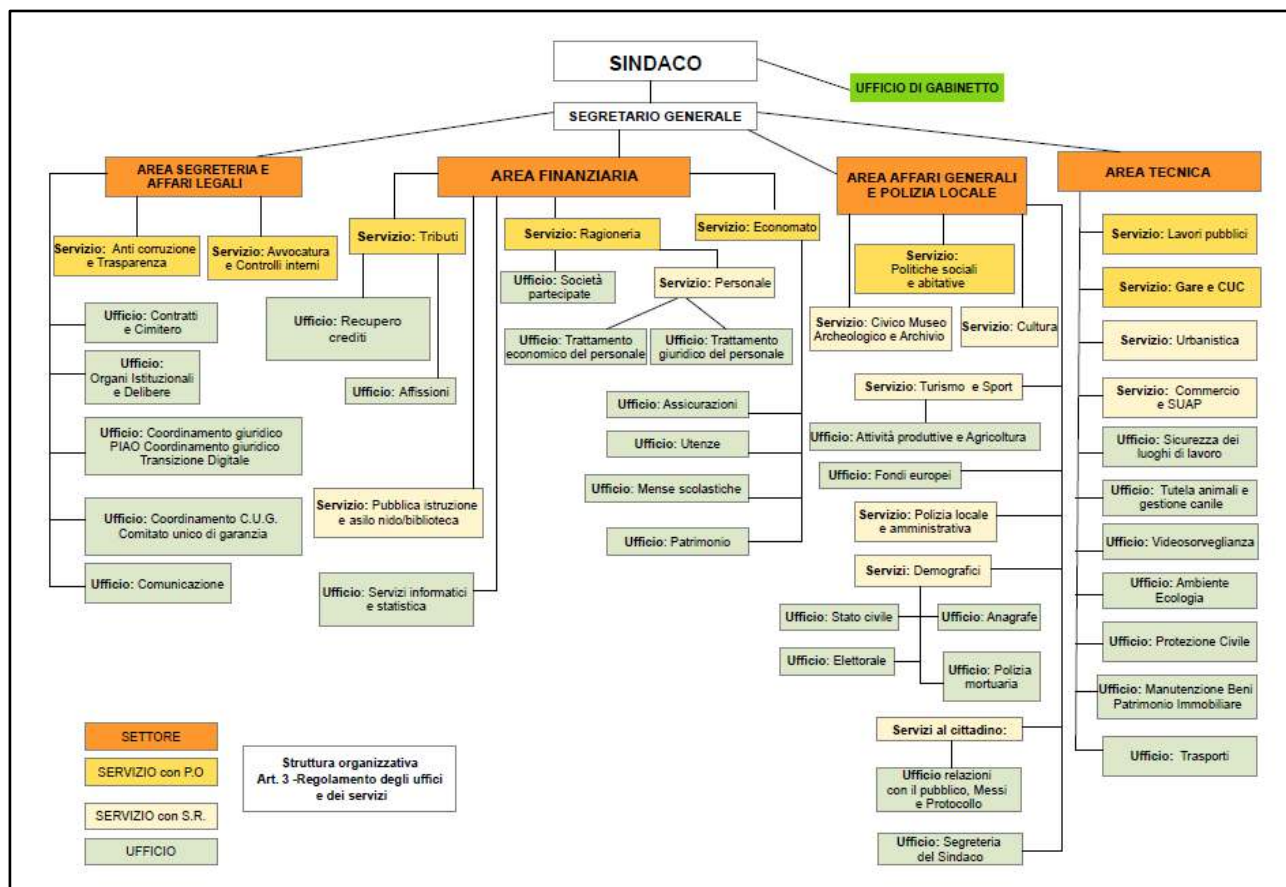 SINDACO
UFFICIO DI GABINETTO
SEGRETARIO GENERALE
AREA SEGRETERIA E
AFFARI LEGALI
Servizio: Anti corruzione
e Trasparenza
Servizio: Avvocatura
e Controlli interni
Ufficio: Contratti
e Cimitero
Ufficio:
Organi Istituzionali
e Delibere
Ufficio: Coordinamento giuridico
PIAO Coordinamento giuridico
Transizione Digitale
Ufficio: Coordinamento C.U.G.
Comitato unico di garanzia
Ufficio: Comunicazione
AREA FINANZIARIA
Servizio: Tributi
Ufficio: Recupero
crediti
Ufficio: Affissioni
Servizio: Pubblica istruzione
e asilo nido/biblioteca
Ufficio: Servizi informatici
e statistica
Servizio: Ragioneria
Ufficio: Società
partecipate
Servizio: Personale
Ufficio: Trattamento
economico del personale
Ufficio: Trattamento
giuridico del personale
Servizio: Economato
Ufficio: Assicurazioni
Ufficio: Utenze
Ufficio: Mense scolastiche
Ufficio: Patrimonio
AREA AFFARI GENERALI
E POLIZIA LOCALE
Servizio:
Politiche sociali
e abitative
Servizio: Civico Museo
Archeologico e Archivio
Servizio: Cultura
Servizio: Turismo e Sport
Ufficio: Attività produttive e Agricoltura
Ufficio: Fondi europei
Servizio: Polizia locale
e amministrativa
Servizi: Demografici
Ufficio: Stato civile
Ufficio: Anagrafe
Ufficio: Elettorale
Ufficio: Polizia
mortuaria
Servizi al cittadino:
Ufficio relazioni
con il pubblico, Messi
e Protocollo
Ufficio: Segreteria
del Sindaco
AREA TECNICA
Servizio: Lavori pubblici
Servizio: Gare e CUC
Servizio: Urbanistica
Servizio: Commercio
e SUAP
Ufficio: Sicurezza dei
luoghi di lavoro
Ufficio: Tutela animali e
gestione canile
Ufficio: Videosorveglianza
Ufficio: Ambiente
Ecologia
Ufficio: Protezione Civile
Ufficio: Manutenzione Beni
Patrimonio Immobiliare
Ufficio: Trasporti
SETTORE
SERVIZIO con P.O
SERVIZIO con S.R.
UFFICIO
Struttura organizzativa
Art. 3 -Regolamento degli uffici
e dei servizi